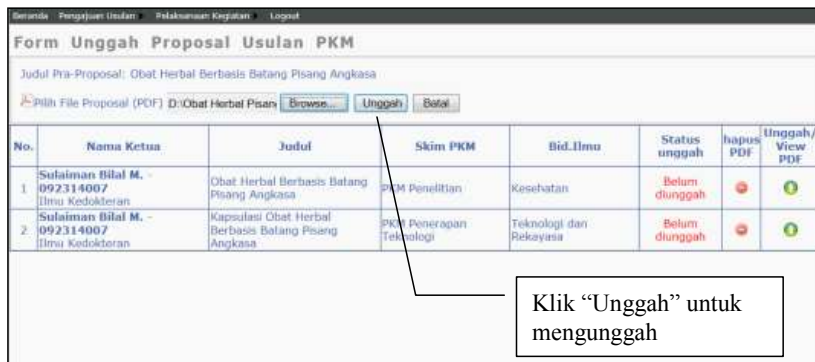 Beranda Pengajuan Usulan Pelaksanaan Kegiatan Logout
Form Unggah Proposal Usulan PKM
Judul Pra-Proposal: Obat Herbal Berbasis Batang Pisang Angkasa
Pilih File Proposal (PDF) D:\Obat Herbal Pisan Browse... Unggah Batal
No. Nama Ketua Judul Skim PKM Bid.Ilmu Status unggah hapus PDF Unggah/ View PDF
1 Sulaiman Bilal M. - Obat Herbal Berbasis Batang PKM Penelitian Kesehatan Belum
092314007 Pisang Angkasa diunggah
Ilmu Kedokteran
2 Sulaiman Bilal M. - Kapsulasi Obat Herbal PKM Penerapan Teknologi dan Belum
092314007 Berbasis Batang Pisang Teknologi Rekayasa diunggah
Ilmu Kedokteran Angkasa
Klik “Unggah” untuk
mengunggah